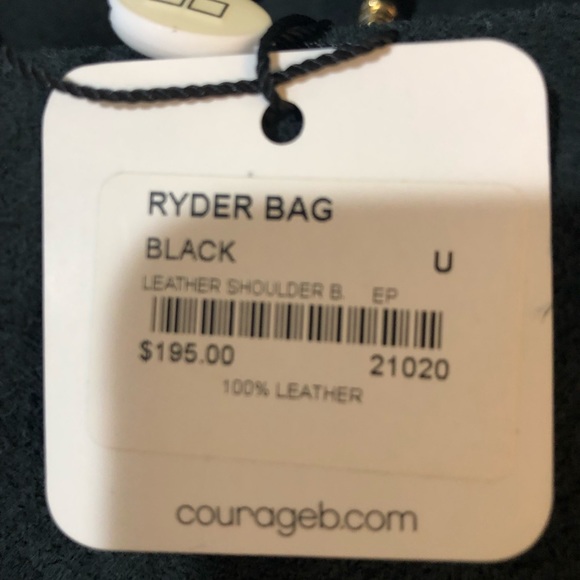 RYDER BAG
BLACK U
LEATHER SHOULDER B. EP
$195.00 21020
100% LEATHER
courageb.com